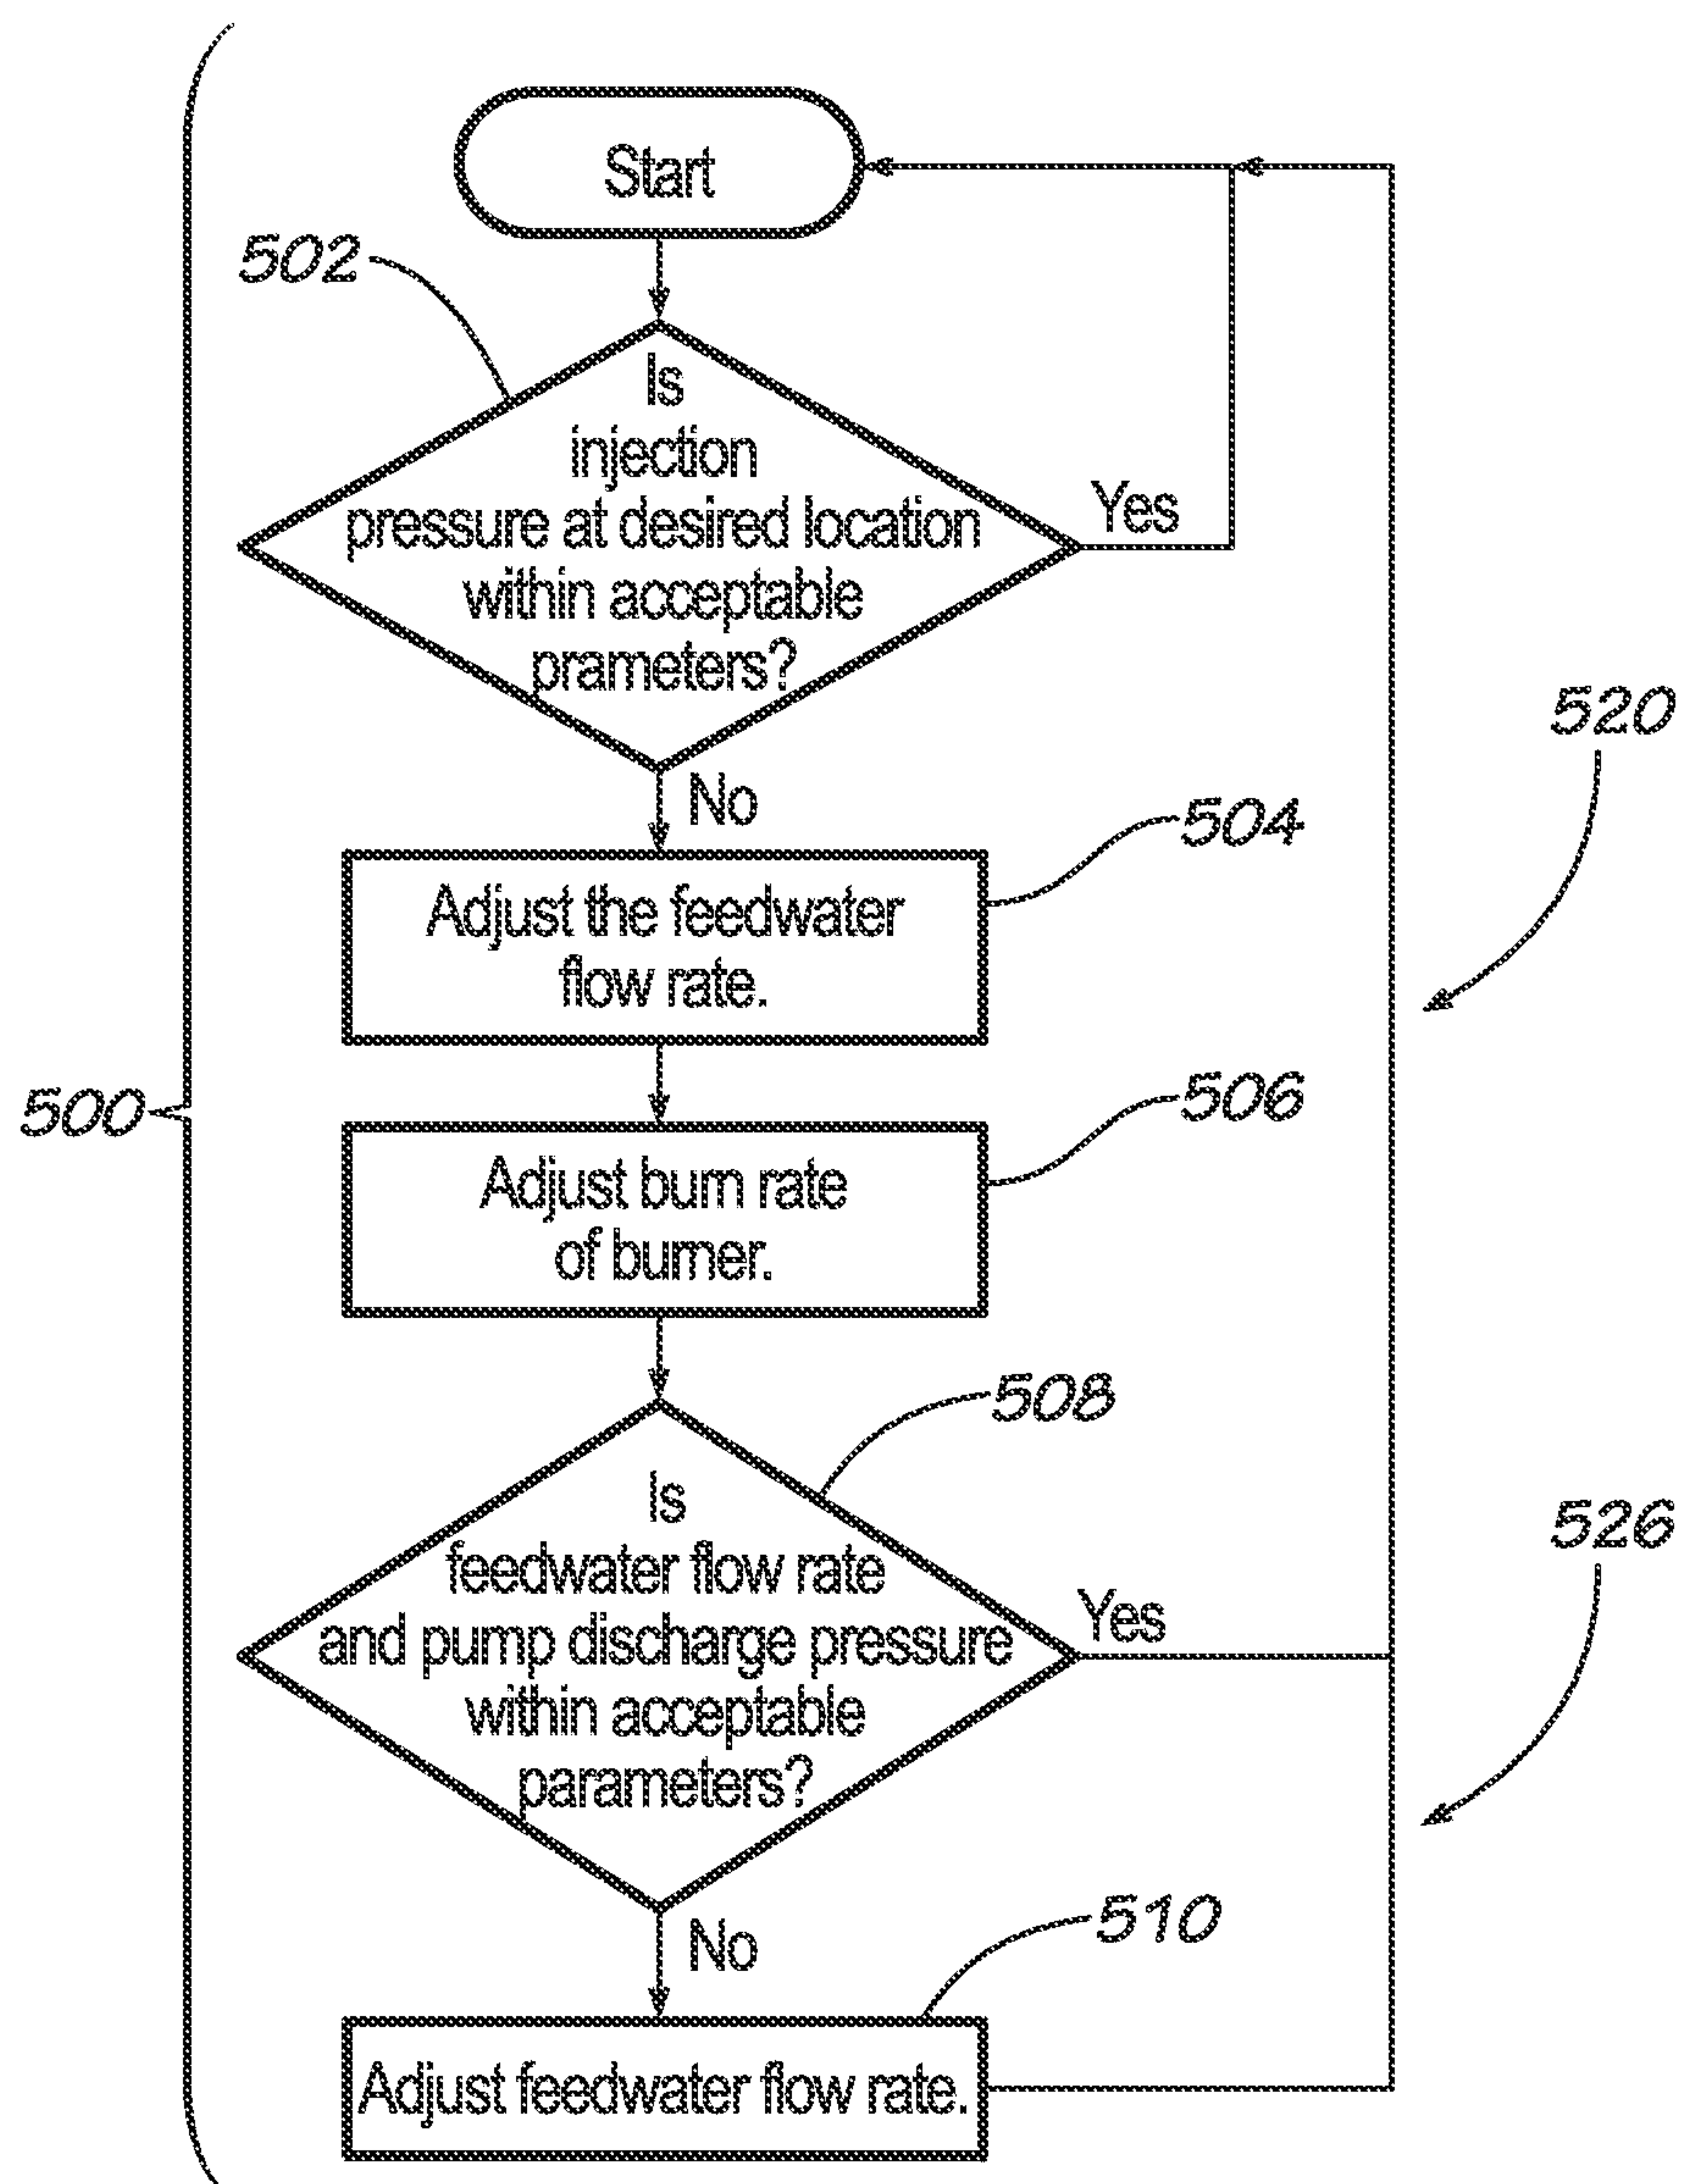 Start
502
Is
injection
pressure at desired location
within acceptable
prameters?
Yes
No
520
504
Adjust the feedwater
flow rate.
500
506
Adjust burn rate
of burner.
508
Is
feedwater flow rate
and pump discharge pressure
within acceptable
parameters?
Yes
526
No
510
Adjust feedwater flow rate.